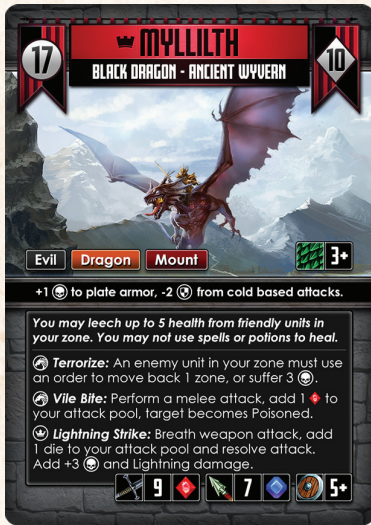 17
MYLLILTH
10
BLACK DRAGON - ANCIENT WYVERN
Evil
Dragon
Mount
3+
+1 to plate armor, -2 from cold based attacks.
You may leech up to 5 health from friendly units in
your zone. You may not use spells or potions to heal.
Terrorize: An enemy unit in your zone must use
an order to move back 1 zone, or suffer 3 .
Vile Bite: Perform a melee attack, add 1 to
your attack pool, target becomes Poisoned.
Lightning Strike: Breath weapon attack, add
1 die to your attack pool and resolve attack.
Add +3 and Lightning damage.
9
7
5+